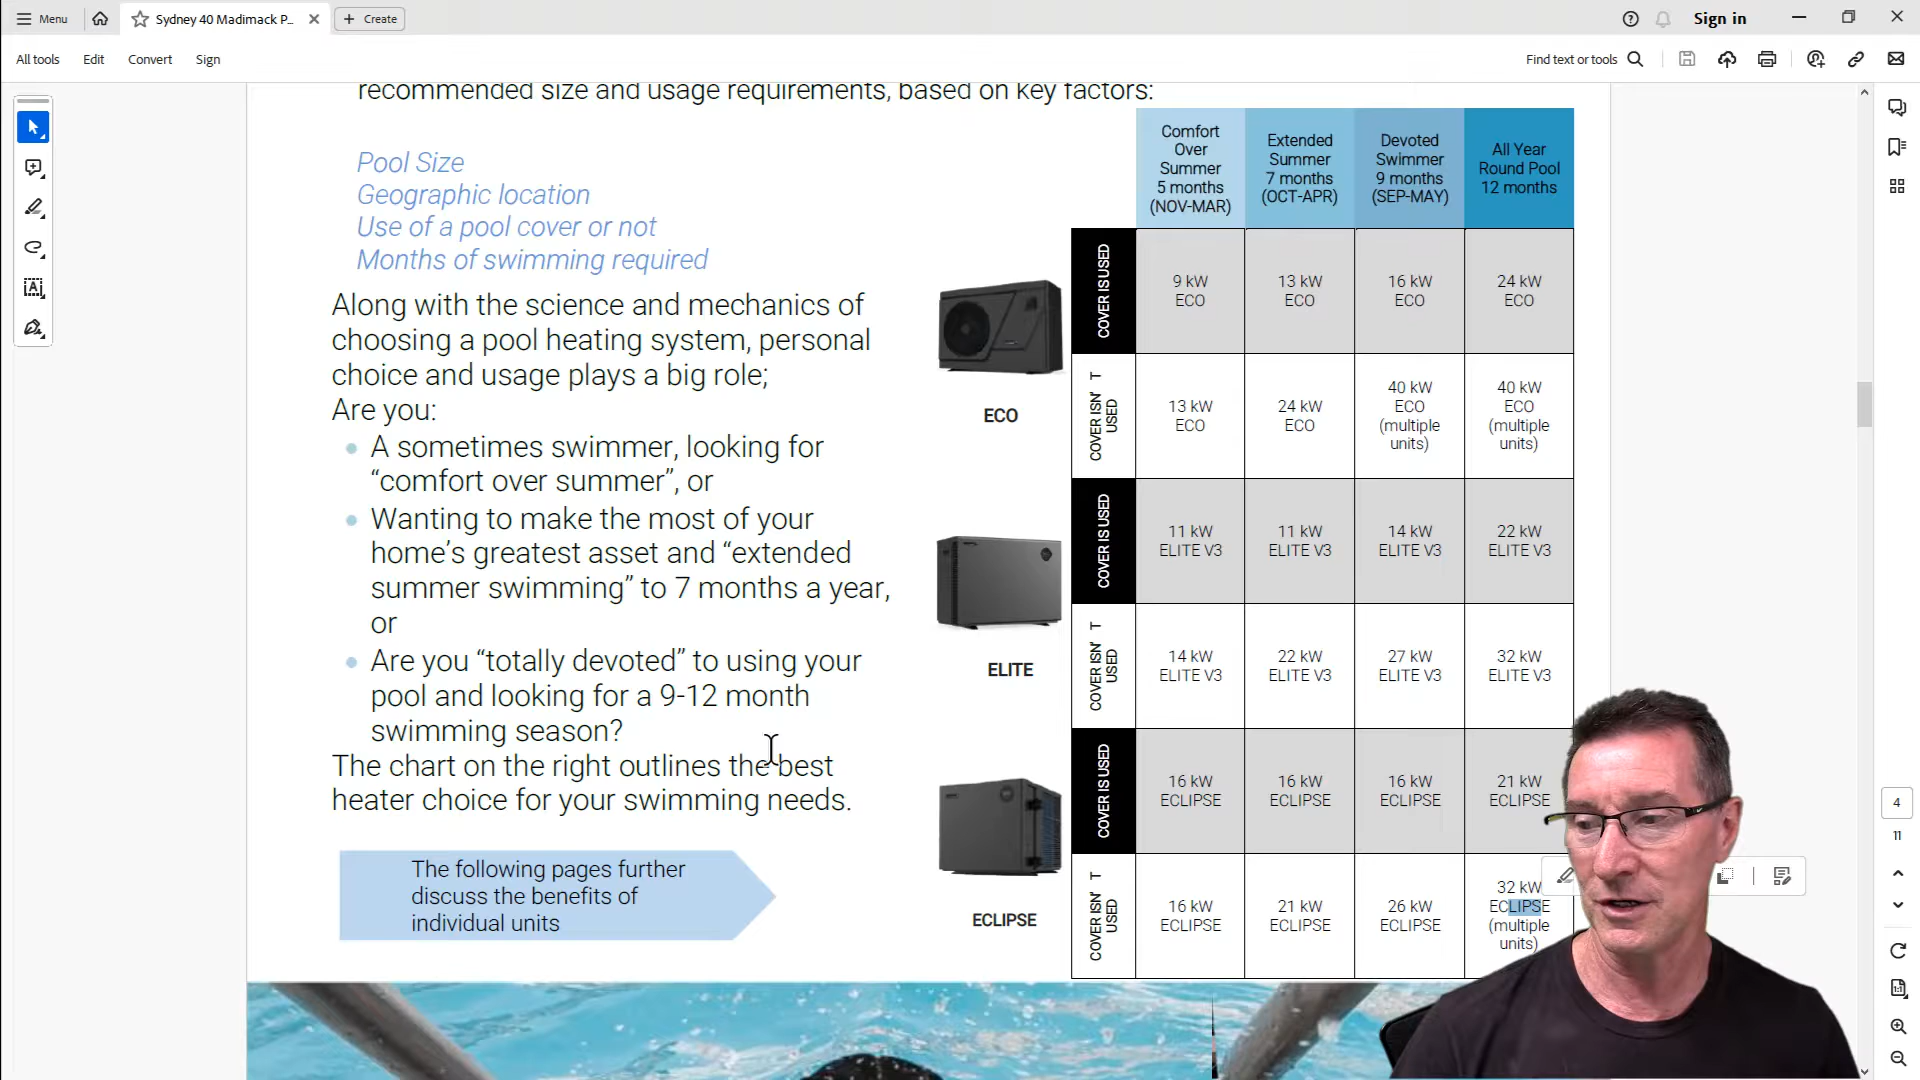 Menu
Sydney 40 Madimack P...
Create
Sign in
All tools
Edit
Convert
Sign
Find text or tools
recommended size and usage requirements, based on key factors:
Pool Size
Geographic location
Use of a pool cover or not
Months of swimming required
Along with the science and mechanics of
choosing a pool heating system, personal
choice and usage plays a big role;
Are you:
A sometimes swimmer, looking for
“comfort over summer”, or
Wanting to make the most of your
home’s greatest asset and “extended
summer swimming” to 7 months a year,
or
Are you “totally devoted” to using your
pool and looking for a 9-12 month
swimming season?
The chart on the right outlines the best
heater choice for your swimming needs.
The following pages further
discuss the benefits of
individual units
Comfort
Over
Summer
5 months
(NOV-MAR)
Extended
Summer
7 months
(OCT-APR)
Devoted
Swimmer
9 months
(SEP-MAY)
All Year
Round Pool
12 months
ECO
COVER IS USED
9 kW
ECO
13 kW
ECO
16 kW
ECO
24 kW
ECO
COVER ISN' T
USED
13 kW
ECO
24 kW
ECO
40 kW
ECO
(multiple
units)
40 kW
ECO
(multiple
units)
ELITE
COVER IS USED
11 kW
ELITE V3
11 kW
ELITE V3
14 kW
ELITE V3
22 kW
ELITE V3
COVER ISN' T
USED
14 kW
ELITE V3
22 kW
ELITE V3
27 kW
ELITE V3
32 kW
ELITE V3
ECLIPSE
COVER IS USED
16 kW
ECLIPSE
16 kW
ECLIPSE
16 kW
ECLIPSE
21 kW
ECLIPSE
COVER ISN' T
USED
16 kW
ECLIPSE
21 kW
ECLIPSE
26 kW
ECLIPSE
32 kW
ECLIPSE
(multiple
units)
4
11